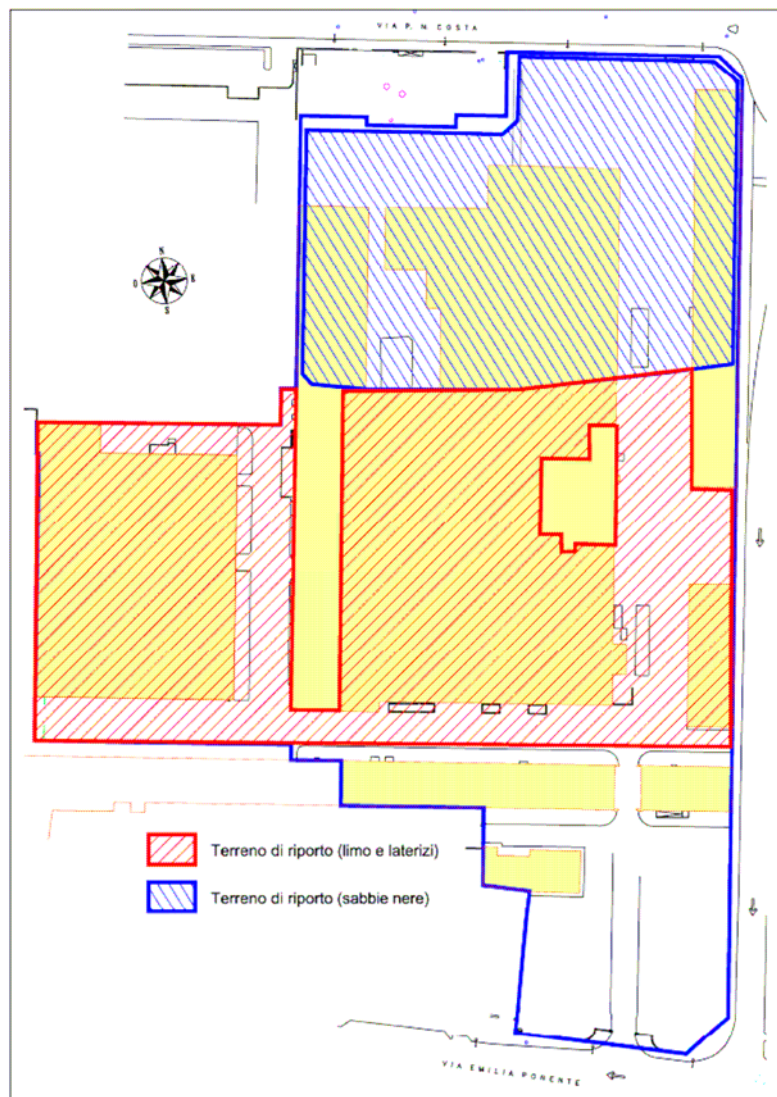 VIA P. N. COSTA
N
O E
S
Terreno di riporto (limo e laterizi)
Terreno di riporto (sabbie nere)
VIA EMILIA PONENTE